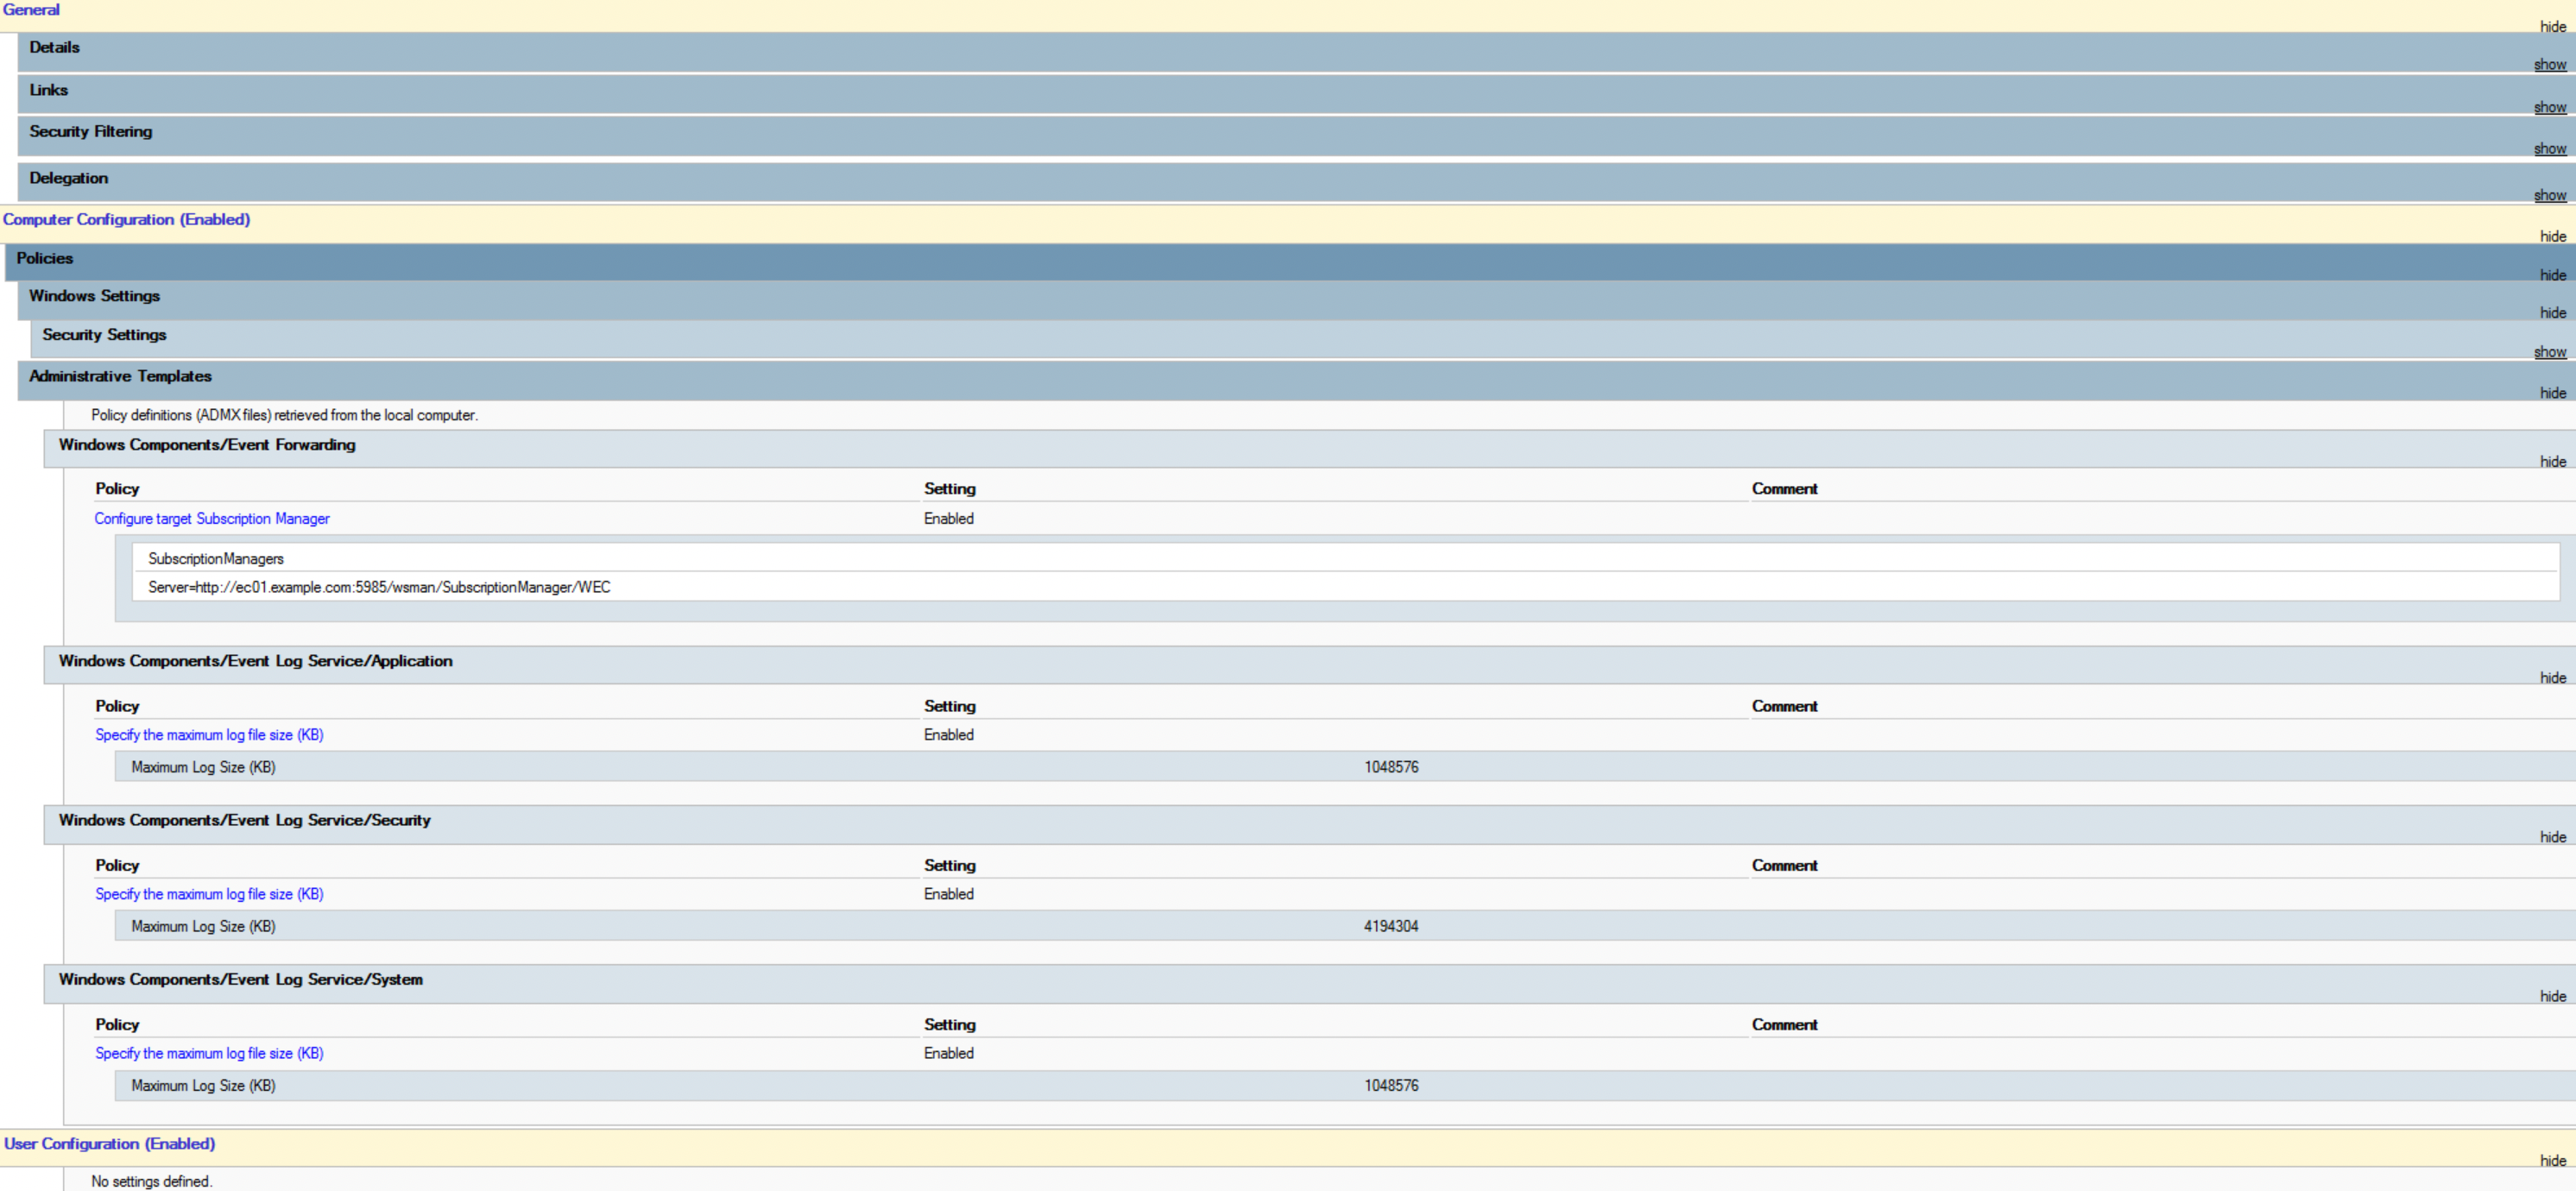 General
hide
Details
show
Links
show
Security Filtering
show
Delegation
show
Computer Configuration (Enabled)
hide
Policies
hide
Windows Settings
hide
Security Settings
show
Administrative Templates
hide
Policy definitions (ADMX files) retrieved from the local computer.
Windows Components/Event Forwarding
hide
Policy Setting Comment
Configure target Subscription Manager Enabled
SubscriptionManagers
Server=http://ec01.example.com:5985/wsman/SubscriptionManager/WEC
Windows Components/Event Log Service/Application
hide
Policy Setting Comment
Specify the maximum log file size (KB) Enabled
Maximum Log Size (KB) 1048576
Windows Components/Event Log Service/Security
hide
Policy Setting Comment
Specify the maximum log file size (KB) Enabled
Maximum Log Size (KB) 4194304
Windows Components/Event Log Service/System
hide
Policy Setting Comment
Specify the maximum log file size (KB) Enabled
Maximum Log Size (KB) 1048576
User Configuration (Enabled)
hide
No settings defined.